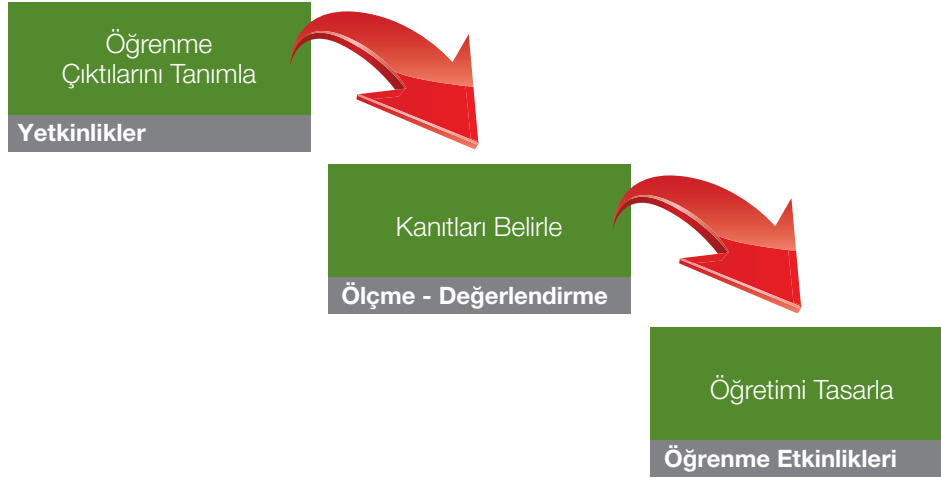 Öğrenme
Çıktılarını Tanımla
Yetkinlikler
Kanıtları Belirle
Ölçme - Değerlendirme
Öğretimi Tasarla
Öğrenme Etkinlikleri